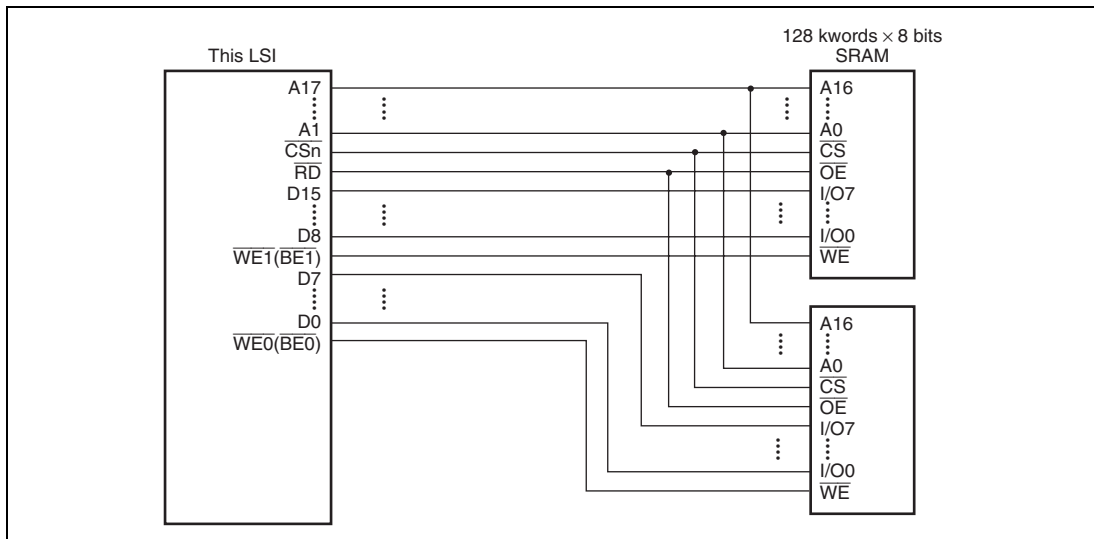 128 kwords × 8 bits
This LSI
SRAM
A17
A1
CSn
RD
D15
D8
WE1(BE1)
D7
D0
WE0(BE0)
A16
A0
CS
OE
I/O7
I/O0
WE
A16
A0
CS
OE
I/O7
I/O0
WE